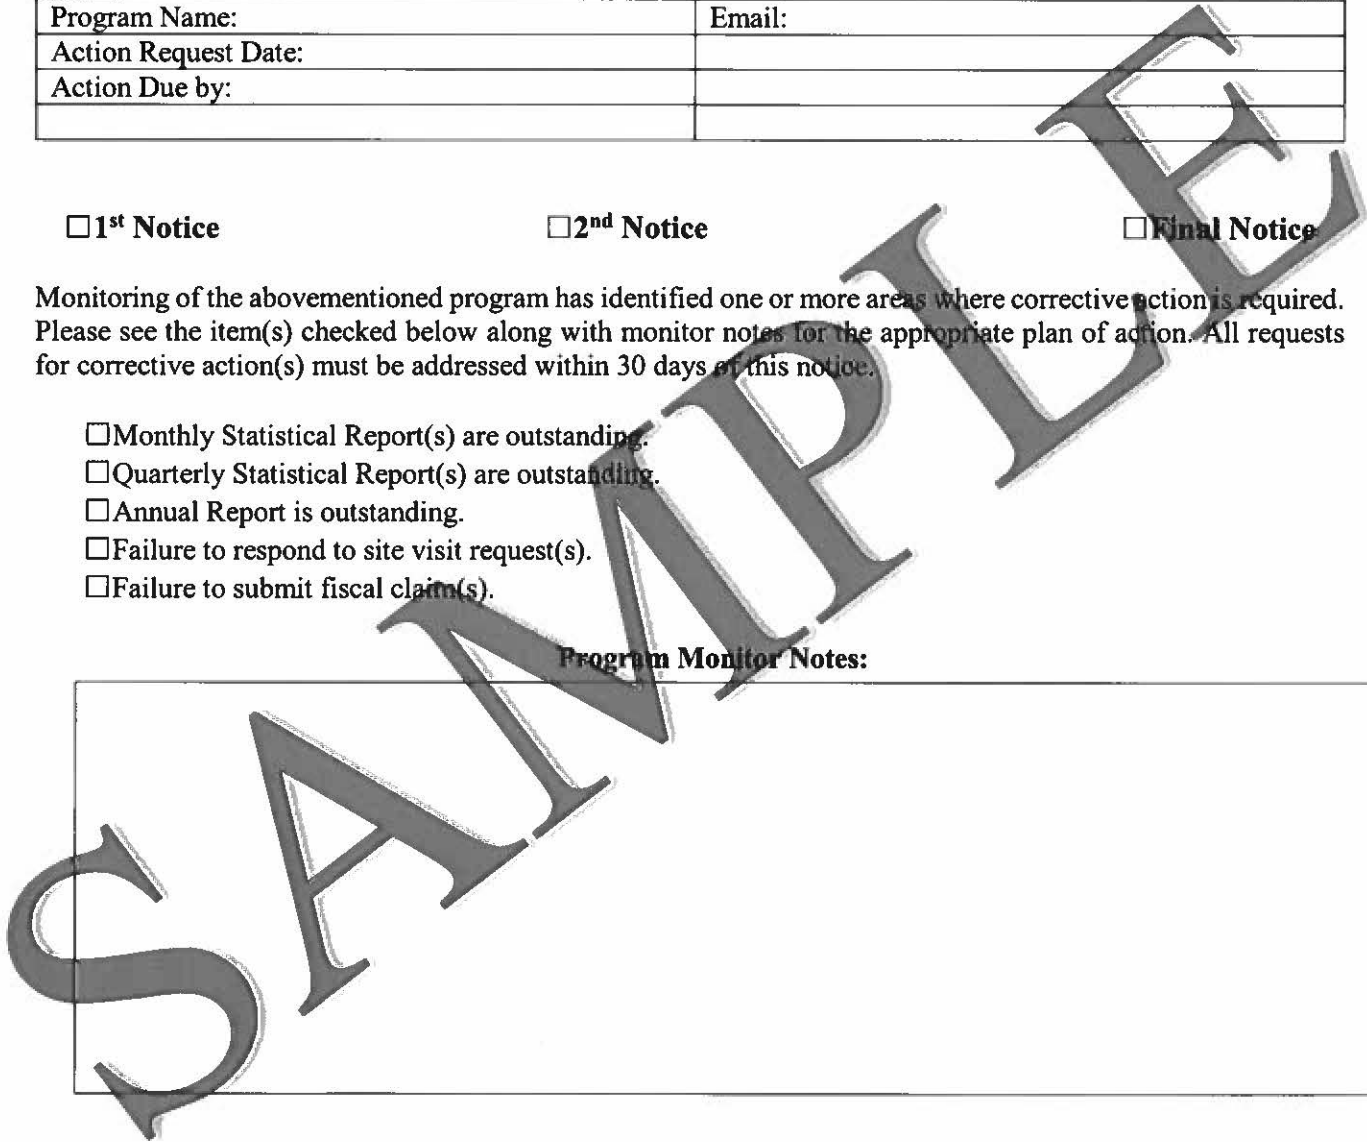 Program Name: Email:
Action Request Date:
Action Due by:
☐1st Notice ☐2nd Notice ☐Final Notice
Monitoring of the abovementioned program has identified one or more areas where corrective action is required.
Please see the item(s) checked below along with monitor notes for the appropriate plan of action. All requests
for corrective action(s) must be addressed within 30 days of this notice.
☐Monthly Statistical Report(s) are outstanding.
☐Quarterly Statistical Report(s) are outstanding.
☐Annual Report is outstanding.
☐Failure to respond to site visit request(s).
☐Failure to submit fiscal claim(s).
Program Monitor Notes:
SAMPLE